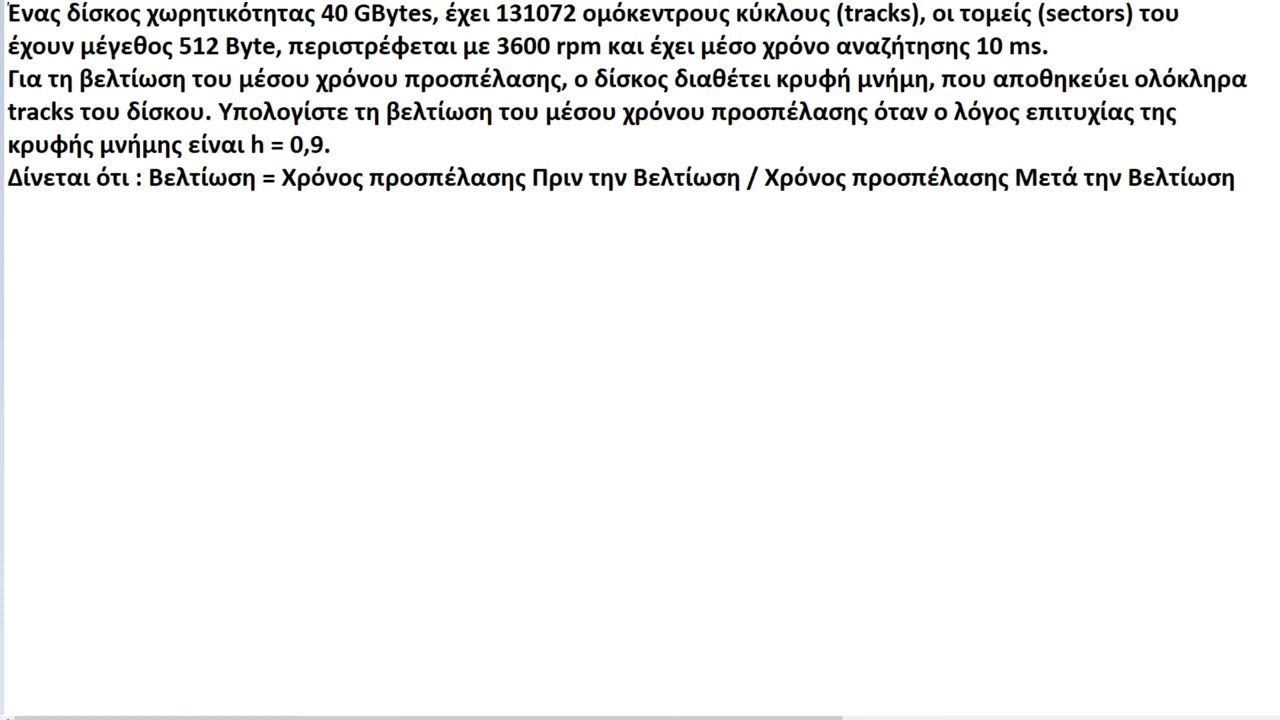 Ένας δίσκος χωρητικότητας 40 GBytes, έχει 131072 ομόκεντρους κύκλους (tracks), οι τομείς (sectors) του
έχουν μέγεθος 512 Byte, περιστρέφεται με 3600 rpm και έχει μέσο χρόνο αναζήτησης 10 ms.
Για τη βελτίωση του μέσου χρόνου προσπέλασης, ο δίσκος διαθέτει κρυφή μνήμη, που αποθηκεύει ολόκληρα
tracks του δίσκου. Υπολογίστε τη βελτίωση του μέσου χρόνου προσπέλασης όταν ο λόγος επιτυχίας της
κρυφής μνήμης είναι h = 0,9.
Δίνεται ότι : Βελτίωση = Χρόνος προσπέλασης Πριν την Βελτίωση / Χρόνος προσπέλασης Μετά την Βελτίωση